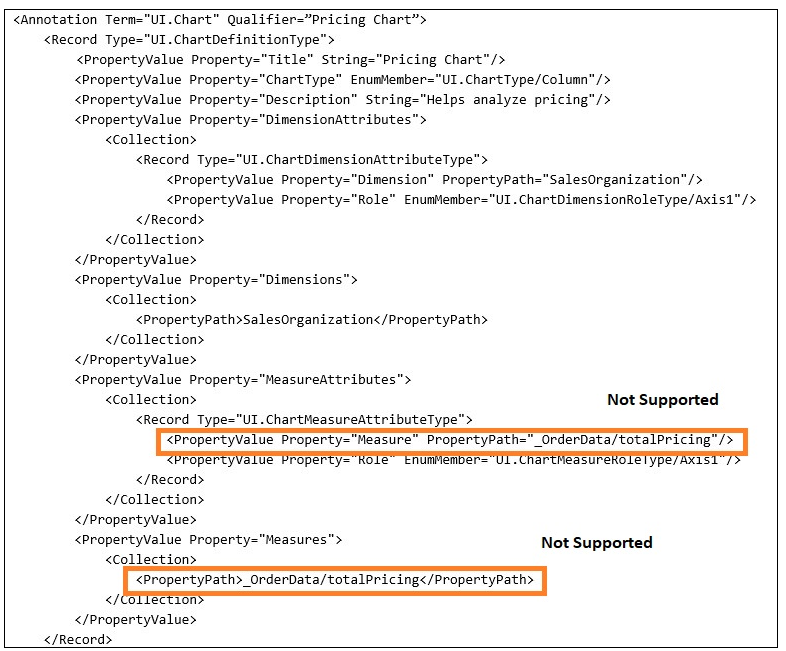 <Annotation Term="UI.Chart" Qualifier=”Pricing Chart”>
<Record Type="UI.ChartDefinitionType">
<PropertyValue Property="Title" String="Pricing Chart"/>
<PropertyValue Property="ChartType" EnumMember="UI.ChartType/Column"/>
<PropertyValue Property="Description" String="Helps analyze pricing"/>
<PropertyValue Property="DimensionAttributes">
<Collection>
<Record Type="UI.ChartDimensionAttributeType">
<PropertyValue Property="Dimension" PropertyPath="SalesOrganization"/>
<PropertyValue Property="Role" EnumMember="UI.ChartDimensionRoleType/Axis1"/>
</Record>
</Collection>
</PropertyValue>
<PropertyValue Property="Dimensions">
<Collection>
<PropertyPath>SalesOrganization</PropertyPath>
</Collection>
</PropertyValue>
<PropertyValue Property="MeasureAttributes">
<Collection>
Not Supported
<Record Type="UI.ChartMeasureAttributeType">
<PropertyValue Property="Measure" PropertyPath="_OrderData/totalPricing"/>
<PropertyValue Property="Role" EnumMember="UI.ChartMeasureRoleType/Axis1"/>
</Record>
</Collection>
</PropertyValue>
<PropertyValue Property="Measures">
Not Supported
<Collection>
<PropertyPath>_OrderData/totalPricing</PropertyPath>
</Collection>
</PropertyValue>
</Record>